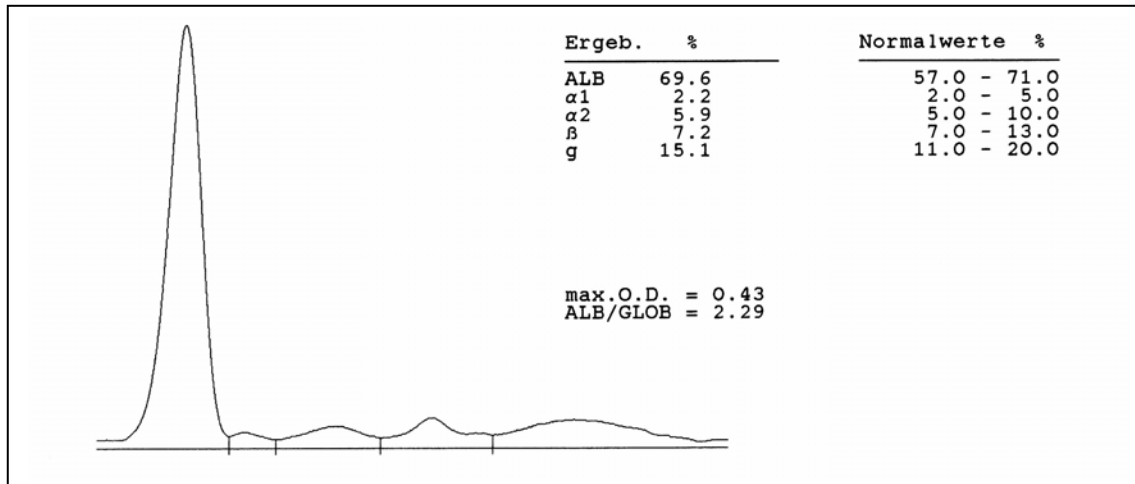 Ergeb. %
ALB 69.6
α1 2.2
α2 5.9
ß 7.2
g 15.1
Normalwerte %
57.0 - 71.0
2.0 - 5.0
5.0 - 10.0
7.0 - 13.0
11.0 - 20.0
max.O.D. = 0.43
ALB/GLOB = 2.29